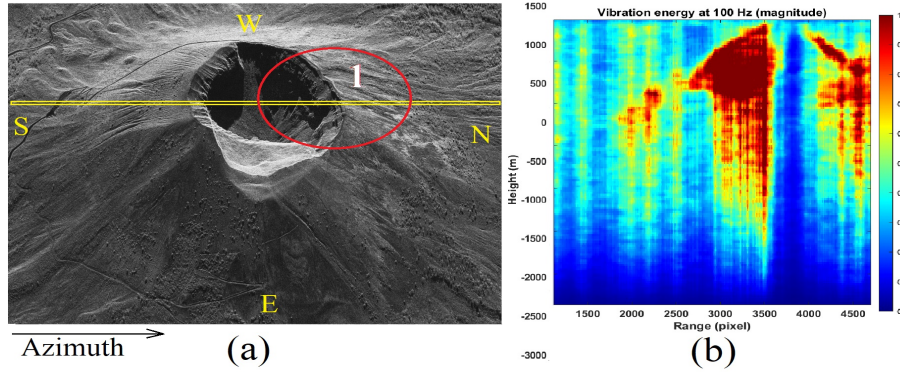 W
1
S
N
E
Azimuth
(a)
Vibration energy at 100 Hz (magnitude)
Height (m)
1500
1000
500
0
-500
-1000
-1500
-2000
-2500
-3000
1500 2000 2500 3000 3500 4000 4500
Range (pixel)
(b)